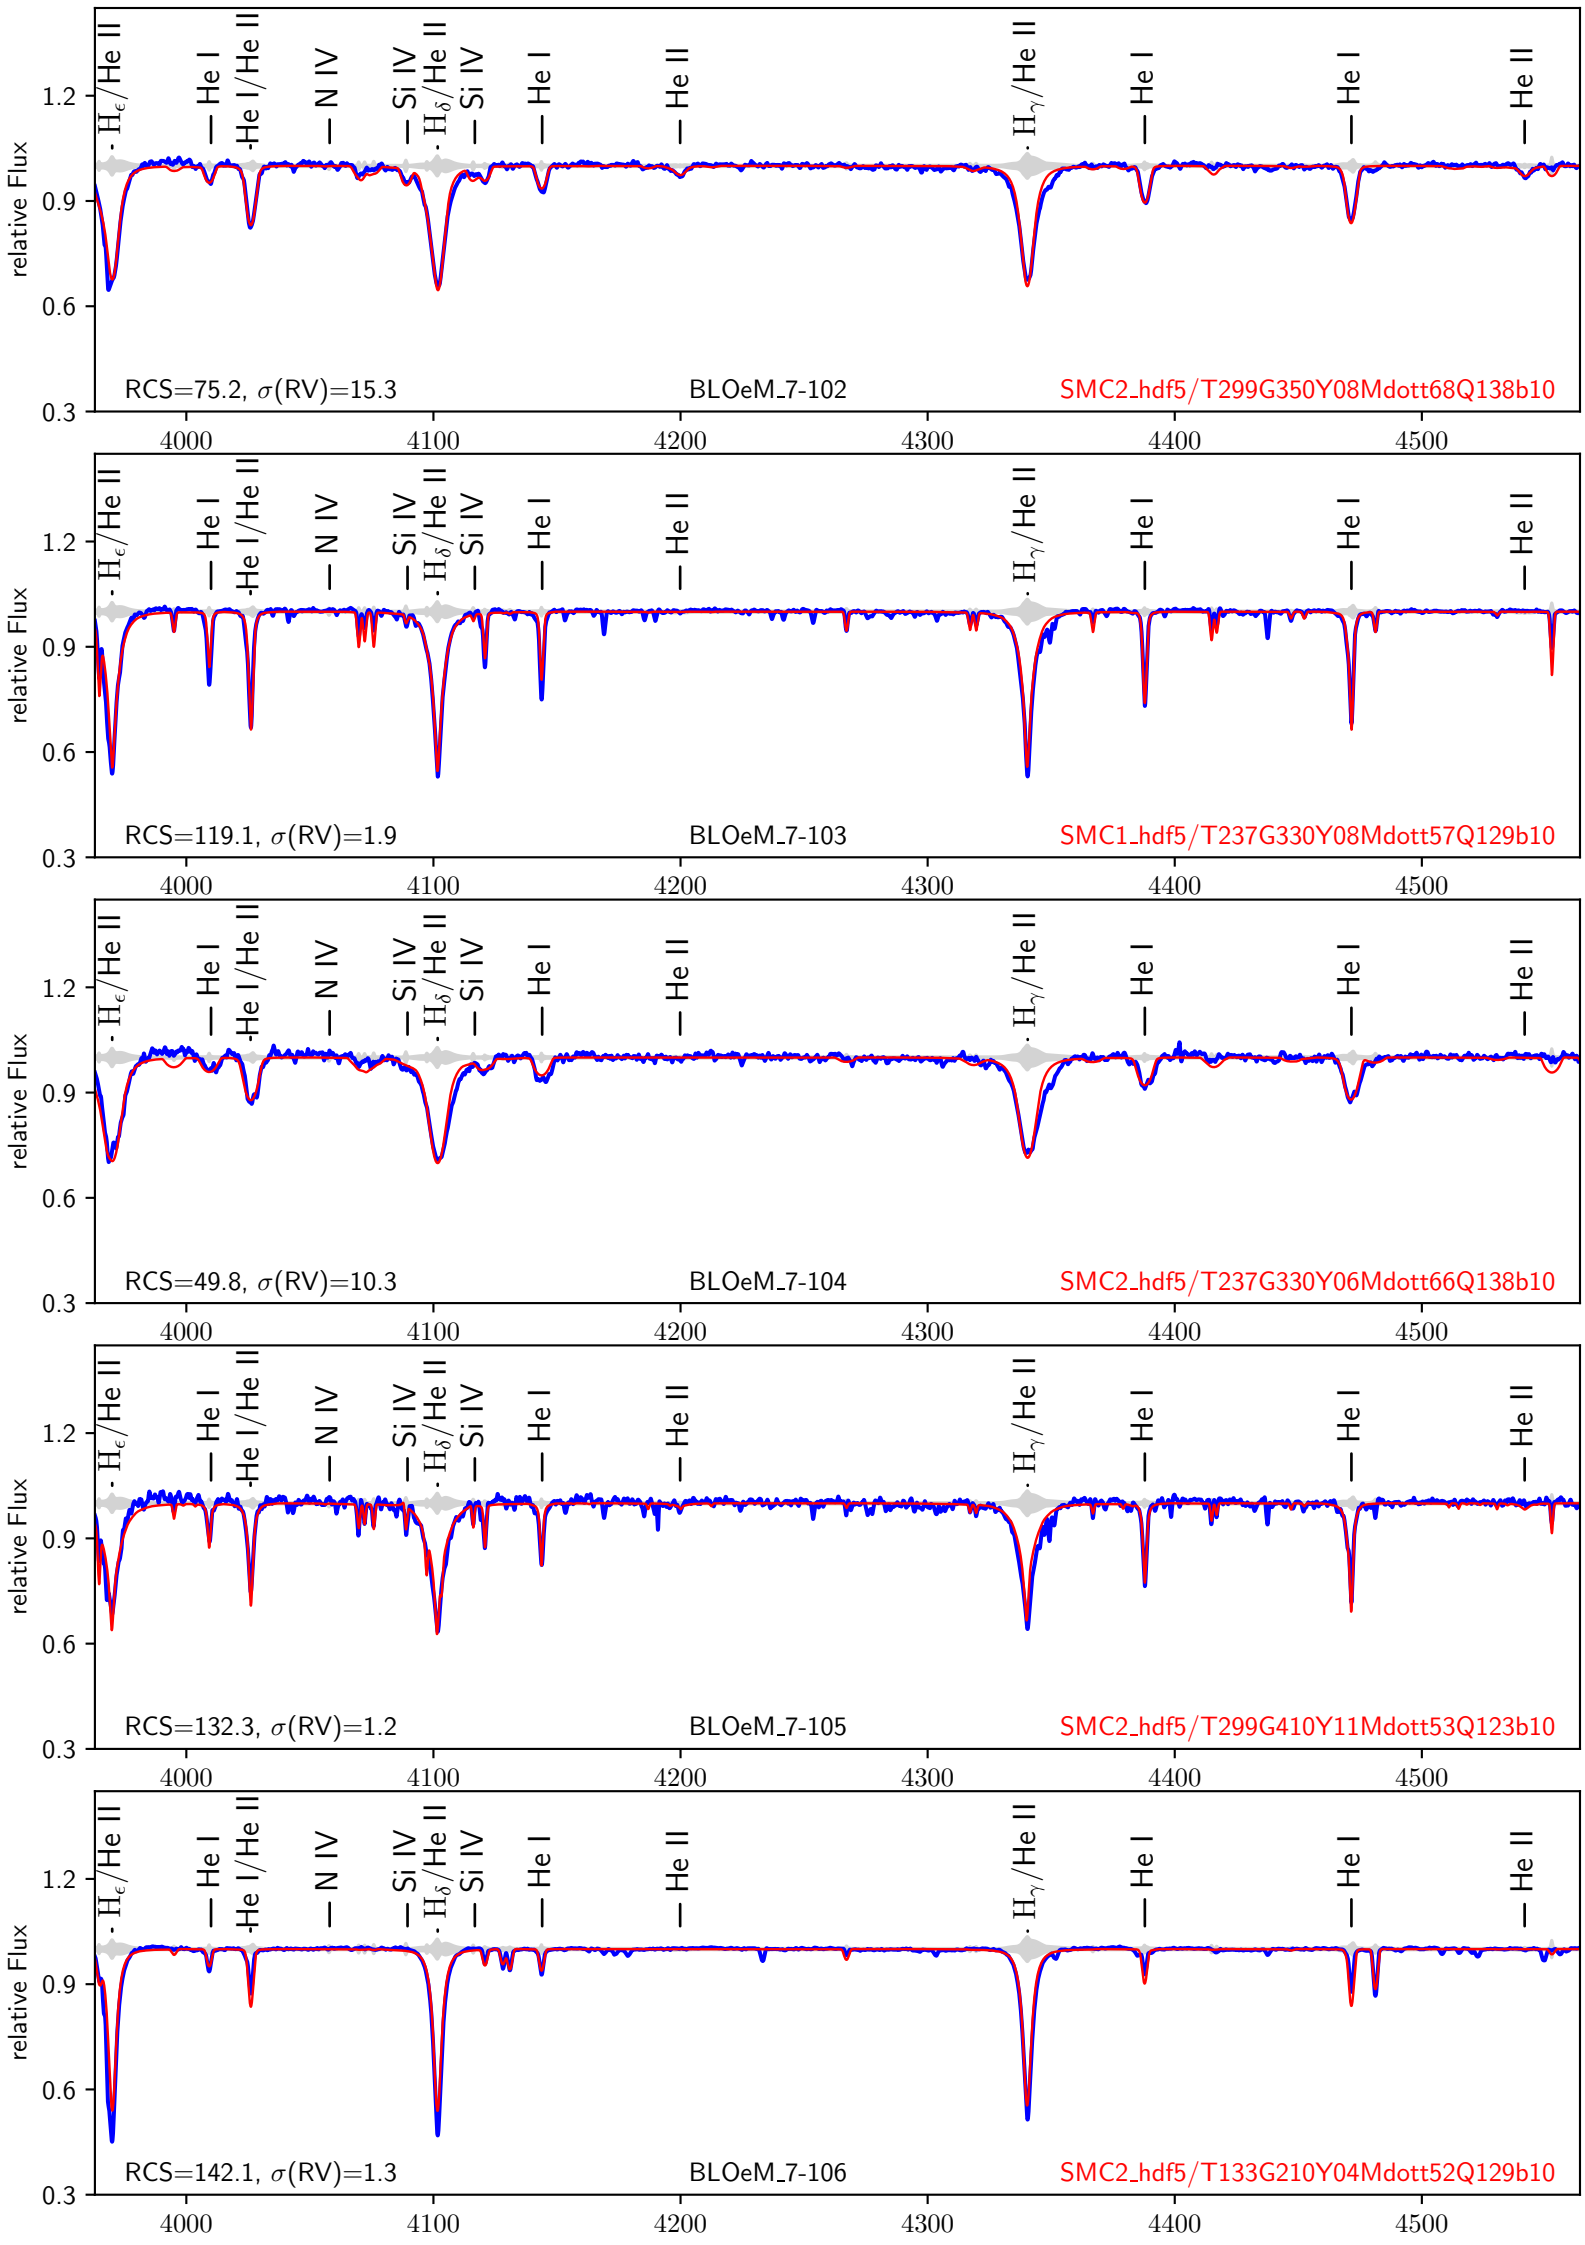 Hϵ/He II
He I
He I/He II
N IV
Si IV
Hδ/He II
Si IV
He I
He II
Hγ/He II
He I
He I
He II
relative Flux
1.2
0.9
0.6
0.3
RCS=75.2, σ(RV)=15.3 BLOeM_7-102 SMC2_hdf5/T299G350Y08Mdott68Q138b10
4000 4100 4200 4300 4400 4500
Hϵ/He II
He I
He I/He II
N IV
Si IV
Hδ/He II
Si IV
He I
He II
Hγ/He II
He I
He I
He II
relative Flux
1.2
0.9
0.6
0.3
RCS=119.1, σ(RV)=1.9 BLOeM_7-103 SMC1_hdf5/T237G330Y08Mdott57Q129b10
4000 4100 4200 4300 4400 4500
Hϵ/He II
He I
He I/He II
N IV
Si IV
Hδ/He II
Si IV
He I
He II
Hγ/He II
He I
He I
He II
relative Flux
1.2
0.9
0.6
0.3
RCS=49.8, σ(RV)=10.3 BLOeM_7-104 SMC2_hdf5/T237G330Y06Mdott66Q138b10
4000 4100 4200 4300 4400 4500
Hϵ/He II
He I
He I/He II
N IV
Si IV
Hδ/He II
Si IV
He I
He II
Hγ/He II
He I
He I
He II
relative Flux
1.2
0.9
0.6
0.3
RCS=132.3, σ(RV)=1.2 BLOeM_7-105 SMC2_hdf5/T299G410Y11Mdott53Q123b10
4000 4100 4200 4300 4400 4500
Hϵ/He II
He I
He I/He II
N IV
Si IV
Hδ/He II
Si IV
He I
He II
Hγ/He II
He I
He I
He II
relative Flux
1.2
0.9
0.6
0.3
RCS=142.1, σ(RV)=1.3 BLOeM_7-106 SMC2_hdf5/T133G210Y04Mdott52Q129b10
4000 4100 4200 4300 4400 4500